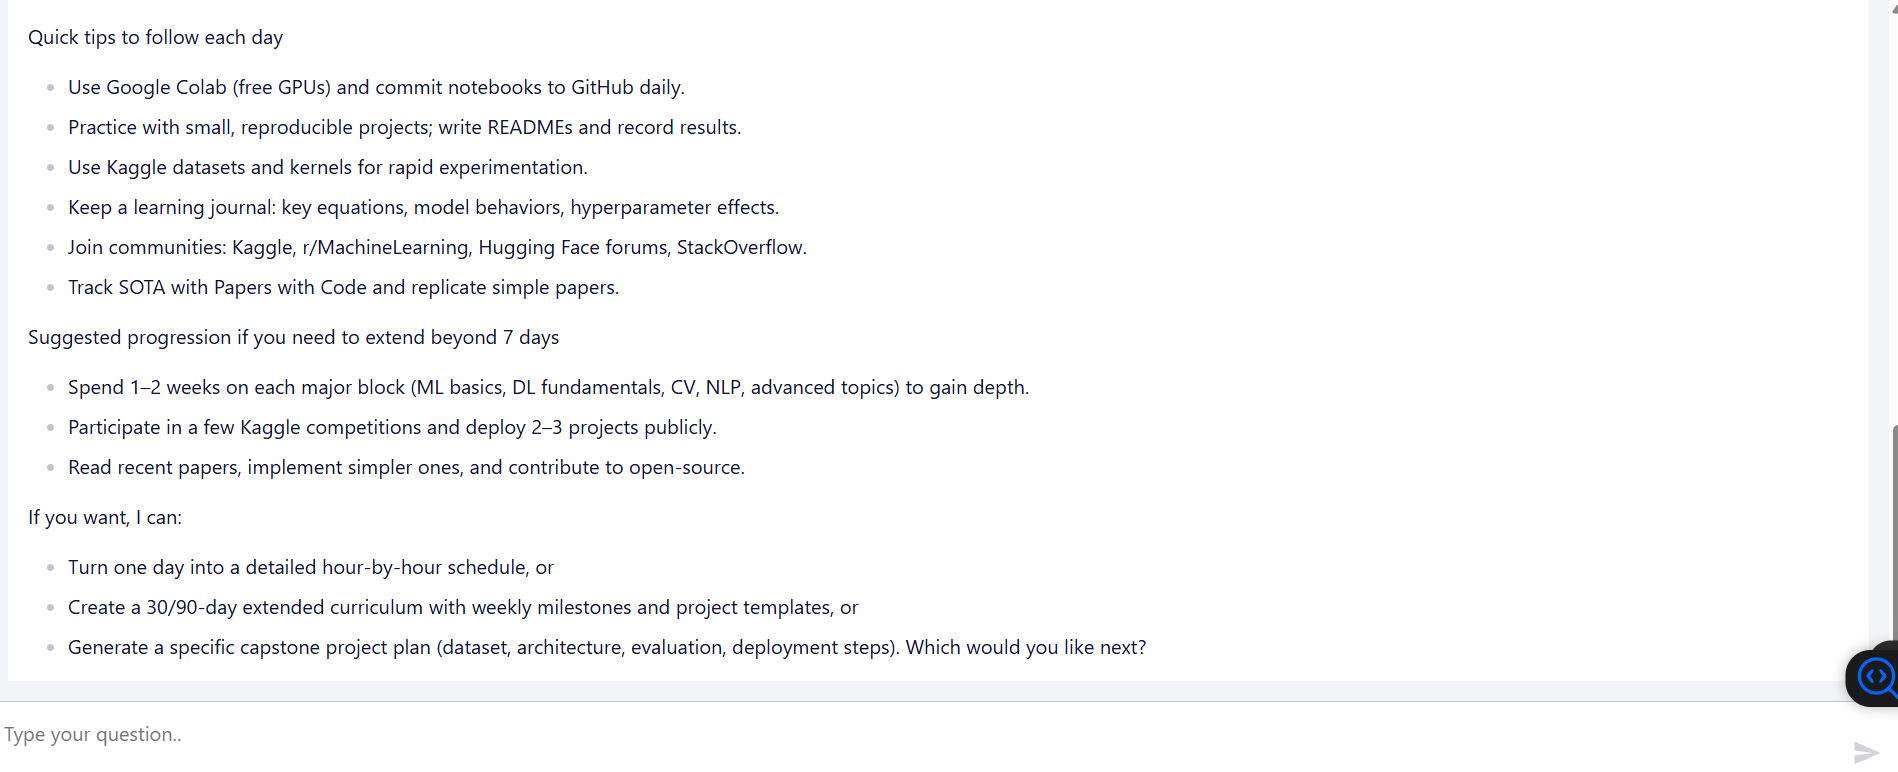 Quick tips to follow each day
Use Google Colab (free GPUs) and commit notebooks to GitHub daily.
Practice with small, reproducible projects; write READMEs and record results.
Use Kaggle datasets and kernels for rapid experimentation.
Keep a learning journal: key equations, model behaviors, hyperparameter effects.
Join communities: Kaggle, r/MachineLearning, Hugging Face forums, StackOverflow.
Track SOTA with Papers with Code and replicate simple papers.
Suggested progression if you need to extend beyond 7 days
Spend 1–2 weeks on each major block (ML basics, DL fundamentals, CV, NLP, advanced topics) to gain depth.
Participate in a few Kaggle competitions and deploy 2–3 projects publicly.
Read recent papers, implement simpler ones, and contribute to open-source.
If you want, I can:
Turn one day into a detailed hour-by-hour schedule, or
Create a 30/90-day extended curriculum with weekly milestones and project templates, or
Generate a specific capstone project plan (dataset, architecture, evaluation, deployment steps). Which would you like next?
Type your question..